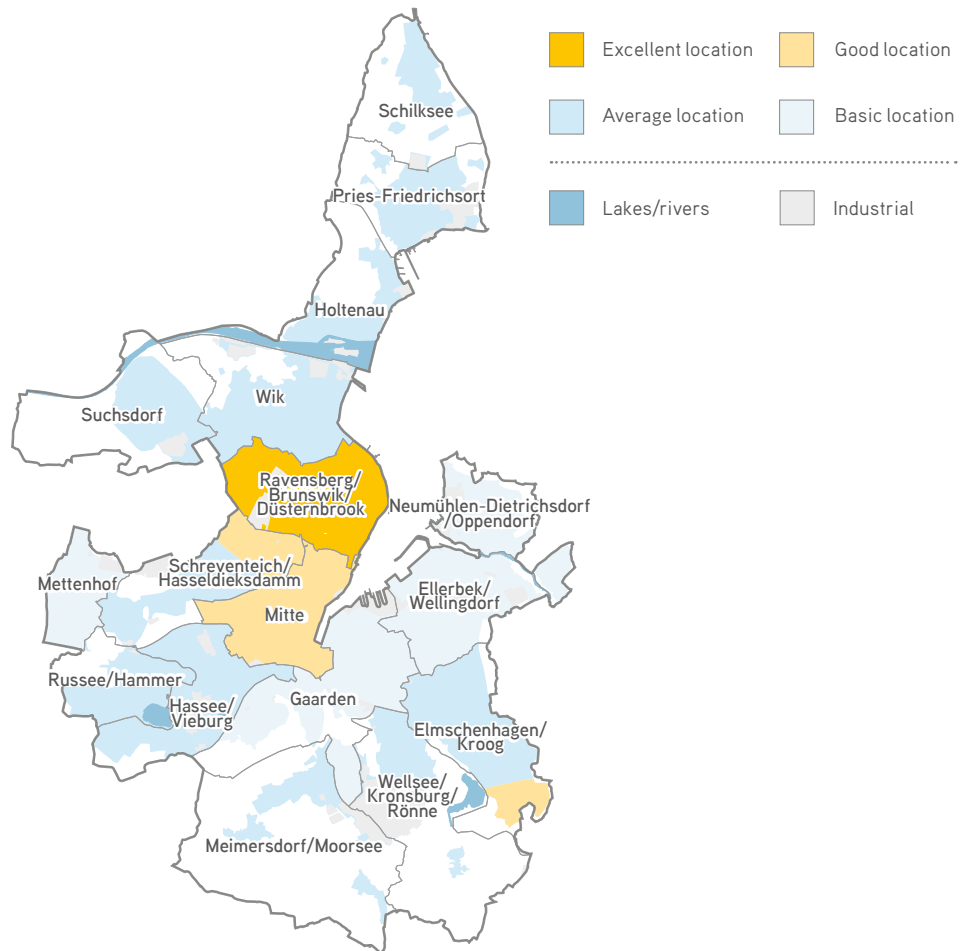 Excellent location
Good location
Average location
Basic location
Lakes/rivers
Industrial
Schilksee
Pries-Friedrichsort
Holtenau
Wik
Suchsdorf
Ravensberg/
Brunswik/
Düsternbrook
Neumühlen-Dietrichsdorf
/Oppendorf
Schreventeich/
Hasseldieksdamm
Mettenhof
Ellerbek/
Wellingdorf
Mitte
Russee/Hammer
Hassee/
Vieburg
Gaarden
Elmschenhagen/
Kroog
Wellsee/
Kronsburg/
Rönne
Meimersdorf/Moorsee